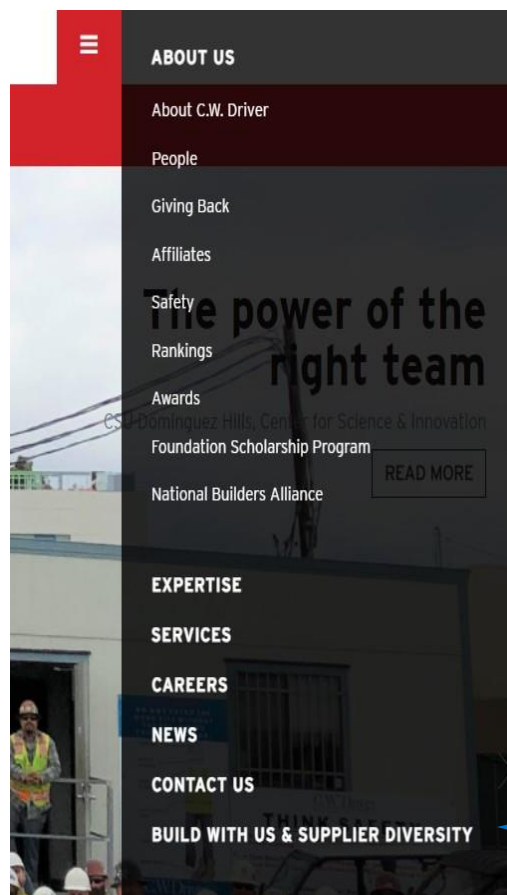 ABOUT US
About C.W. Driver
People
Giving Back
Affiliates
Safety
The power of the
right team
Rankings
Awards
CSU Dominguez Hills, Center for Science & Innovation
Foundation Scholarship Program
READ MORE
National Builders Alliance
EXPERTISE
SERVICES
CAREERS
NEWS
CONTACT US
C.W. Driver
THINK SAFETY
BUILD WITH US & SUPPLIER DIVERSITY